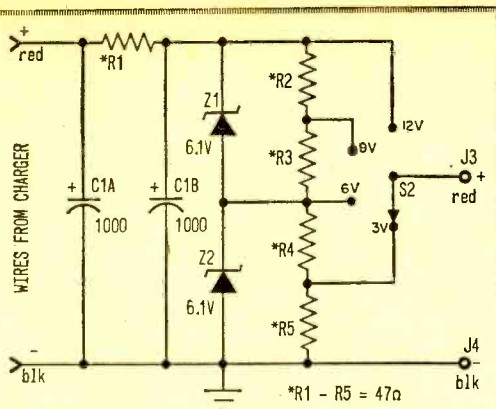 +
red
*R1
*R2
Z1
12V
9V
6.1V
*R3
J3
+
red
6V
S2
+ C1A
+ C1B
1000
1000
3V
WIRES FROM CHARGER
Z2
*R4
6.1V
*R5
-
blk
J4
-
blk
*R1 - R5 = 47Ω